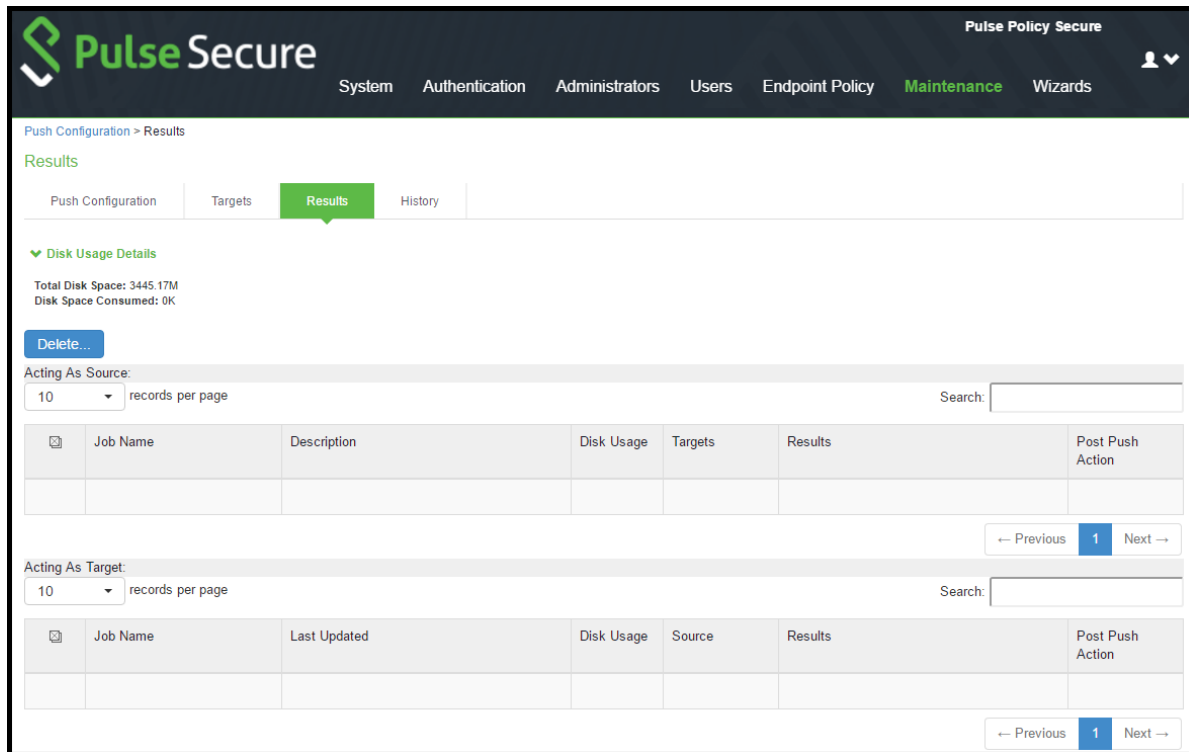 Pulse Policy Secure
Pulse Secure
System Authentication Administrators Users Endpoint Policy Maintenance Wizards
Push Configuration > Results
Results
Push Configuration Targets Results History
Disk Usage Details
Total Disk Space: 3445.17M
Disk Space Consumed: 0K
Delete...
Acting As Source:
10 records per page Search:
Job Name Description Disk Usage Targets Results Post Push
Action
← Previous 1 Next →
Acting As Target:
10 records per page Search:
Job Name Last Updated Disk Usage Source Results Post Push
Action
← Previous 1 Next →